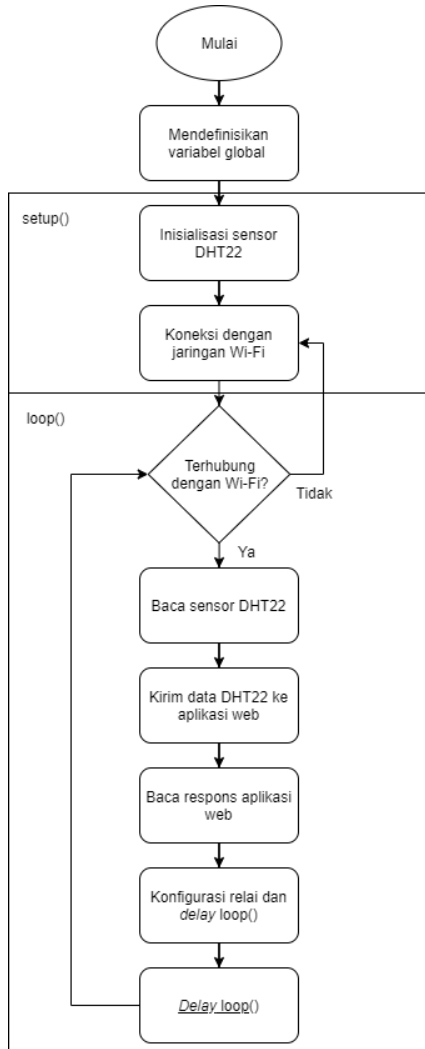 Mulai
Mendefinisikan
variabel global
setup()
Inisialisasi sensor
DHT22
Koneksi dengan
jaringan Wi-Fi
loop()
Terhubung
dengan Wi-Fi?
Tidak
Ya
Baca sensor DHT22
Kirim data DHT22 ke
aplikasi web
Baca respons aplikasi
web
Konfigurasi relai dan
delay loop()
Delay loop()